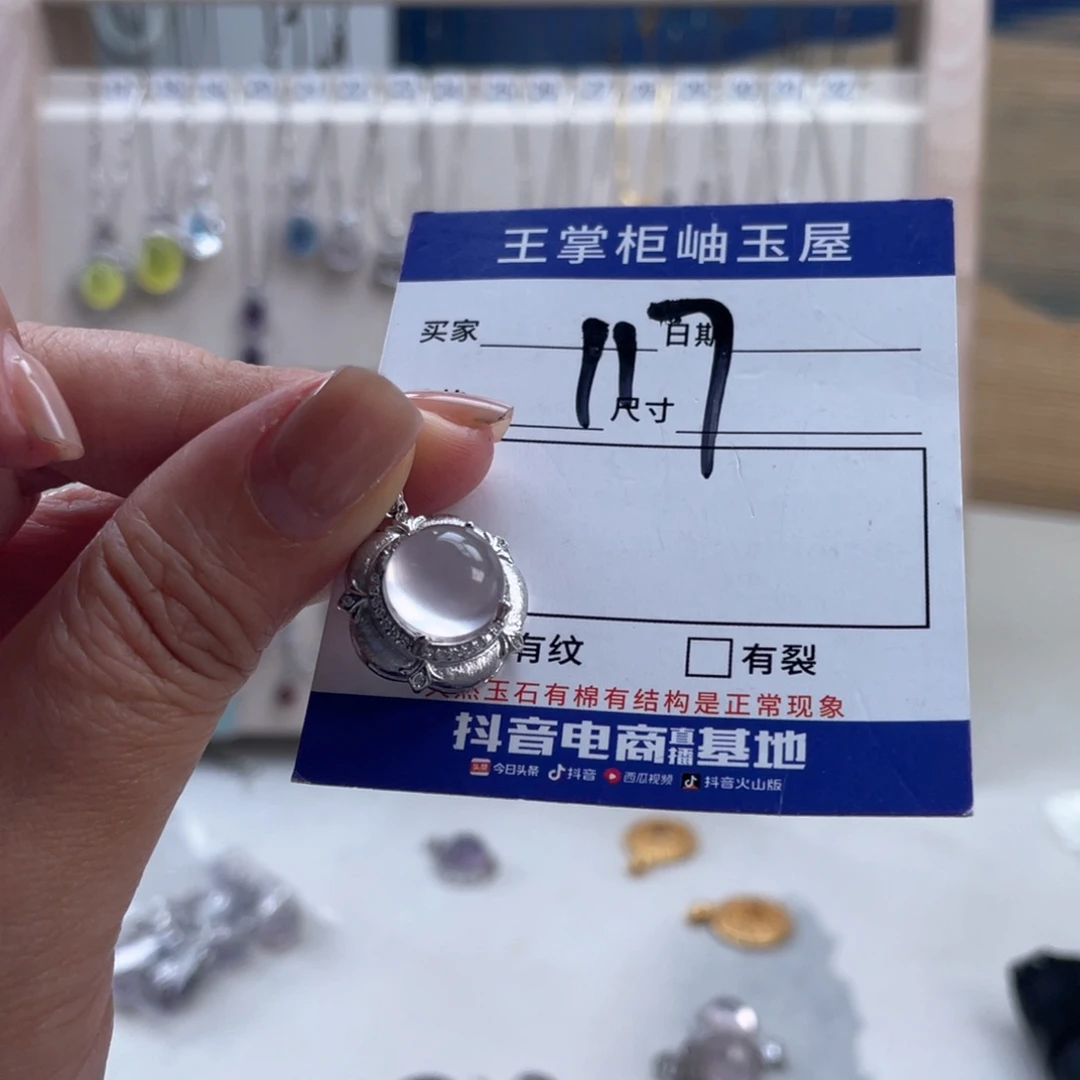 王掌柜岫玉屋
买家 日期
117
尺寸
有纹 有裂
天然玉石有棉有结构是正常现象
抖音电商直播基地
头条 今日头条 抖音 西瓜视频 抖音火山版